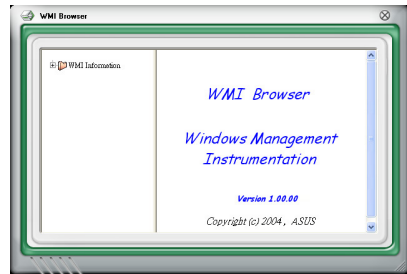 WMI Browser
WMI Information
WMI Browser
Windows Management
Instrumentation
Version 1.00.00
Copyright (c) 2004, ASUS